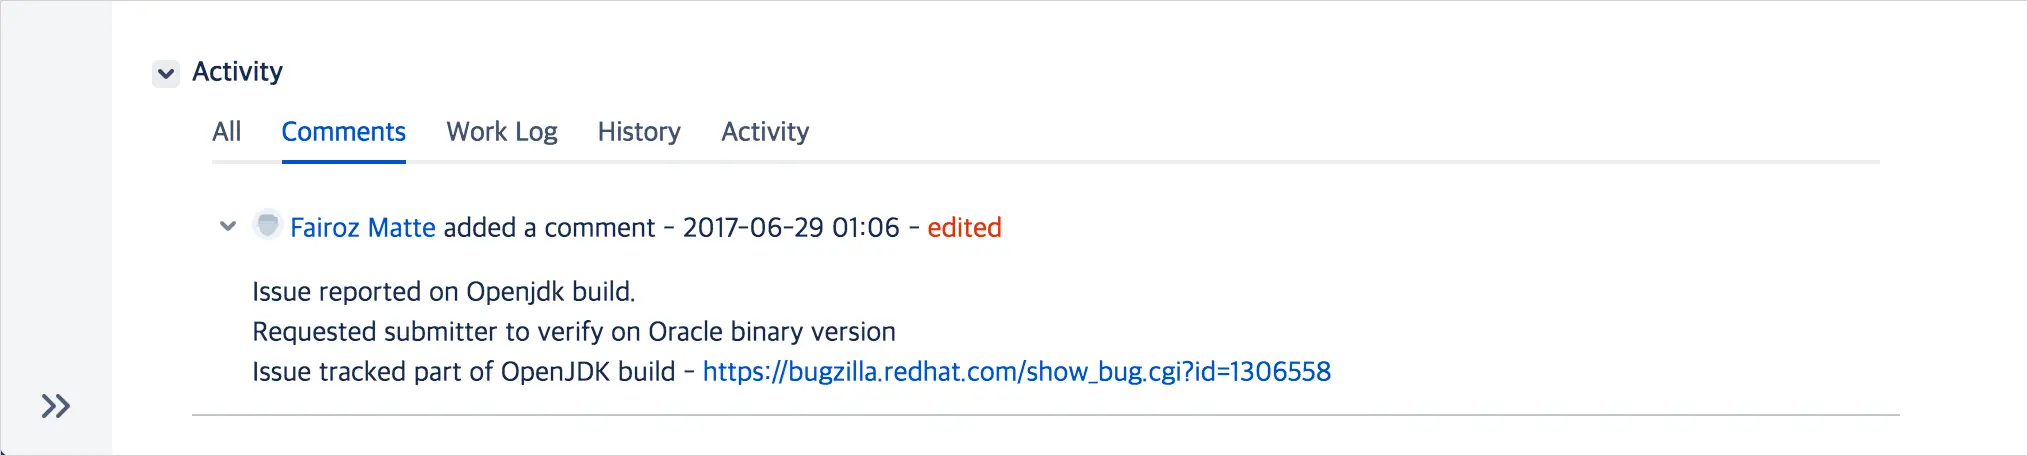 Activity
All Comments Work Log History Activity
Fairoz Matte added a comment - 2017-06-29 01:06 - edited
Issue reported on Openjdk build.
Requested submitter to verify on Oracle binary version
Issue tracked part of OpenJDK build - https://bugzilla.redhat.com/show_bug.cgi?id=1306558